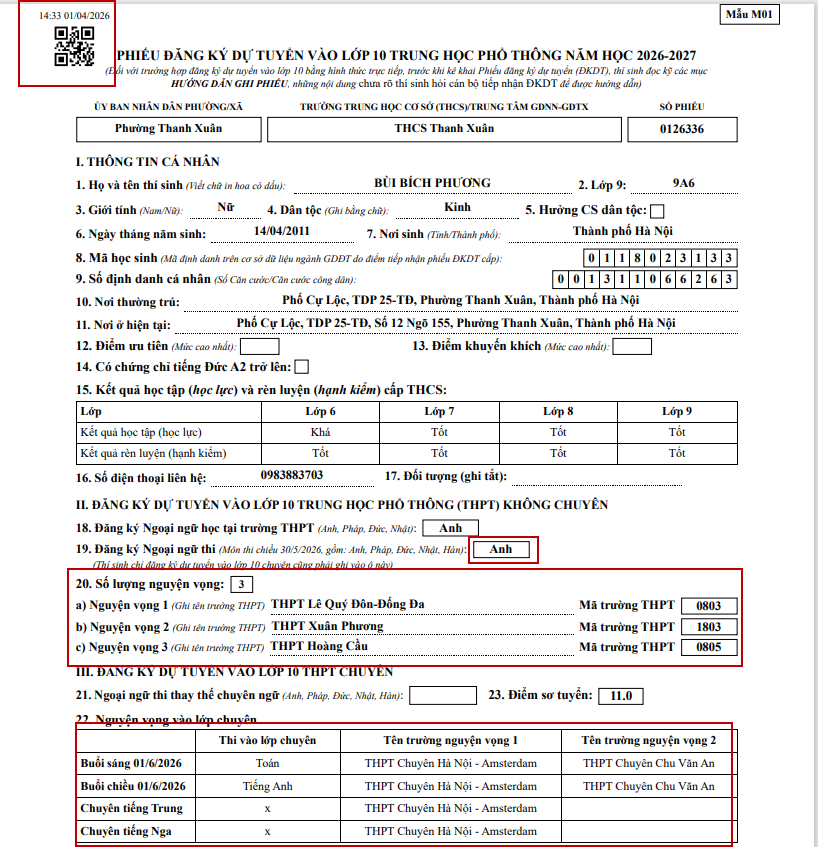 14:33 01/04/2026
Mẫu M01
PHIẾU ĐĂNG KÝ DỰ TUYỂN VÀO LỚP 10 TRUNG HỌC PHỔ THÔNG NĂM HỌC 2026-2027
(Đối với trường hợp đăng ký dự tuyển vào lớp 10 bằng hình thức trực tiếp, trước khi kê khai Phiếu đăng ký dự tuyển (ĐKDT), thí sinh đọc kỹ các mục
HƯỚNG DẪN GHI PHIẾU, những nội dung chưa rõ thí sinh hỏi cán bộ tiếp nhận ĐKDT để được hướng dẫn)
ỦY BAN NHÂN DÂN PHƯỜNG/XÃ TRƯỜNG TRUNG HỌC CƠ SỞ (THCS)/TRUNG TÂM GDNN-GDTX SỐ PHIẾU
Phường Thanh Xuân THCS Thanh Xuân 0126336
I. THÔNG TIN CÁ NHÂN
1. Họ và tên thí sinh (Viết chữ in hoa có dấu): BÙI BÍCH PHƯƠNG 2. Lớp 9: 9A6
3. Giới tính (Nam/Nữ): Nữ 4. Dân tộc (Ghi bằng chữ): Kinh 5. Hưởng CS dân tộc:
6. Ngày tháng năm sinh: 14/04/2011 7. Nơi sinh (Tỉnh/Thành phố): Thành phố Hà Nội
8. Mã học sinh (Mã định danh trên cơ sở dữ liệu ngành GDĐT do điểm tiếp nhận phiếu ĐKDT cấp): 0 1 1 8 0 2 3 1 3 3
9. Số định danh cá nhân (Số Căn cước/Căn cước công dân): 0 0 1 3 1 1 0 6 6 2 6 3
10. Nơi thường trú: Phố Cự Lộc, TDP 25-TĐ, Phường Thanh Xuân, Thành phố Hà Nội
11. Nơi ở hiện tại: Phố Cự Lộc, TDP 25-TĐ, Số 12 Ngõ 155, Phường Thanh Xuân, Thành phố Hà Nội
12. Điểm ưu tiên (Mức cao nhất): 13. Điểm khuyến khích (Mức cao nhất):
14. Có chứng chỉ tiếng Đức A2 trở lên:
15. Kết quả học tập (học lực) và rèn luyện (hạnh kiểm) cấp THCS:
Lớp Lớp 6 Lớp 7 Lớp 8 Lớp 9
Kết quả học tập (học lực) Khá Tốt Tốt Tốt
Kết quả rèn luyện (hạnh kiểm) Tốt Tốt Tốt Tốt
16. Số điện thoại liên hệ: 0983883703 17. Đối tượng (ghi tắt):
II. ĐĂNG KÝ DỰ TUYỂN VÀO LỚP 10 TRUNG HỌC PHỔ THÔNG (THPT) KHÔNG CHUYÊN
18. Đăng ký Ngoại ngữ học tại trường THPT (Anh, Pháp, Đức, Nhật): Anh
19. Đăng ký Ngoại ngữ thi (Môn thi chiều 30/5/2026, gồm: Anh, Pháp, Đức, Nhật, Hàn): Anh
(Thí sinh chỉ đăng ký dự tuyển vào lớp 10 chuyên cũng phải ghi vào ô này)
20. Số lượng nguyện vọng: 3
a) Nguyện vọng 1 (Ghi tên trường THPT) THPT Lê Quý Đôn-Đống Đa Mã trường THPT 0803
b) Nguyện vọng 2 (Ghi tên trường THPT) THPT Xuân Phương Mã trường THPT 1803
c) Nguyện vọng 3 (Ghi tên trường THPT) THPT Hoàng Cầu Mã trường THPT 0805
III. ĐĂNG KÝ DỰ TUYỂN VÀO LỚP 10 THPT CHUYÊN
21. Ngoại ngữ thi thay thế chuyên ngữ (Anh, Pháp, Đức, Nhật, Hàn): 23. Điểm sơ tuyển: 11.0
22. Nguyện vọng vào lớp chuyên
Thi vào lớp chuyên Tên trường nguyện vọng 1 Tên trường nguyện vọng 2
Buổi sáng 01/6/2026 Toán THPT Chuyên Hà Nội - Amsterdam THPT Chuyên Chu Văn An
Buổi chiều 01/6/2026 Tiếng Anh THPT Chuyên Hà Nội - Amsterdam THPT Chuyên Chu Văn An
Chuyên tiếng Trung x THPT Chuyên Hà Nội - Amsterdam
Chuyên tiếng Nga x THPT Chuyên Hà Nội - Amsterdam